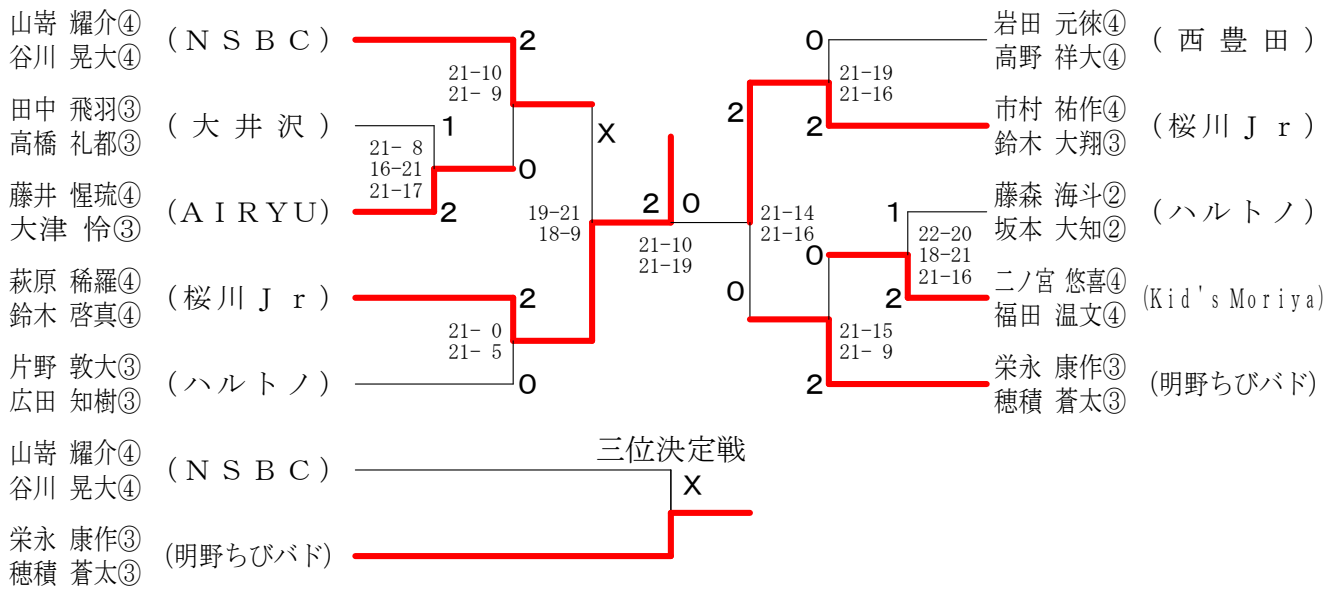 山嵜 耀介④
谷川 晃大④
(ＮＳＢＣ)
田中 飛羽③
高橋 礼都③
(大井沢)
藤井 惺琉④
大津 怜③
(ＡＩＲＹＵ)
萩原 稀羅④
鈴木 啓真④
(桜川Ｊｒ)
片野 敦大③
広田 知樹③
(ハルトノ)
2
21-10
21- 9
1
21- 8
16-21
21-17
0
2
X
19-21
18-9
2
21- 0
21- 5
0
2 0
21-10
21-19
0
21-19
21-16
2
2
21-14
21-16
0
1
22-20
18-21
21-16
0
2
21-15
21- 9
2
岩田 元徠④
高野 祥大④
(西豊田)
市村 祐作④
鈴木 大翔③
(桜川Ｊｒ)
藤森 海斗②
坂本 大知②
(ハルトノ)
二ノ宮 悠喜④
福田 温文④
(Kid's Moriya)
栄永 康作③
穂積 蒼太③
(明野ちびバド)
三位決定戦
山嵜 耀介④
谷川 晃大④
(ＮＳＢＣ)
X
栄永 康作③
穂積 蒼太③
(明野ちびバド)